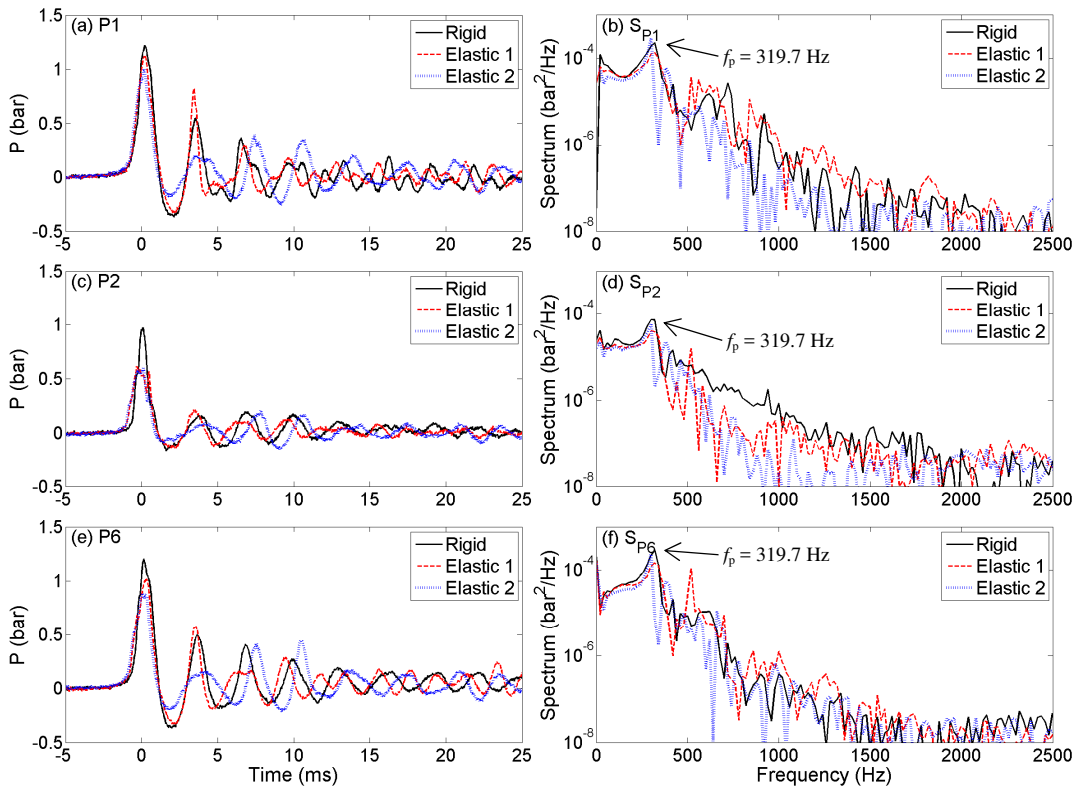 (a) P1
Rigid
Elastic 1
Elastic 2
P (bar)
1.5
1
0.5
0
-0.5
-5 0 5 10 15 20 25
(b) S_P1
f_p = 319.7 Hz
Rigid
Elastic 1
Elastic 2
Spectrum (bar²/Hz)
10⁻⁴
10⁻⁶
10⁻⁸
0 500 1000 1500 2000 2500
(c) P2
Rigid
Elastic 1
Elastic 2
P (bar)
1.5
1
0.5
0
-0.5
-5 0 5 10 15 20 25
(d) S_P2
f_p = 319.7 Hz
Rigid
Elastic 1
Elastic 2
Spectrum (bar²/Hz)
10⁻⁴
10⁻⁶
10⁻⁸
0 500 1000 1500 2000 2500
(e) P6
Rigid
Elastic 1
Elastic 2
P (bar)
1.5
1
0.5
0
-0.5
-5 0 5 10 15 20 25
Time (ms)
(f) S_P6
f_p = 319.7 Hz
Rigid
Elastic 1
Elastic 2
Spectrum (bar²/Hz)
10⁻⁴
10⁻⁶
10⁻⁸
0 500 1000 1500 2000 2500
Frequency (Hz)